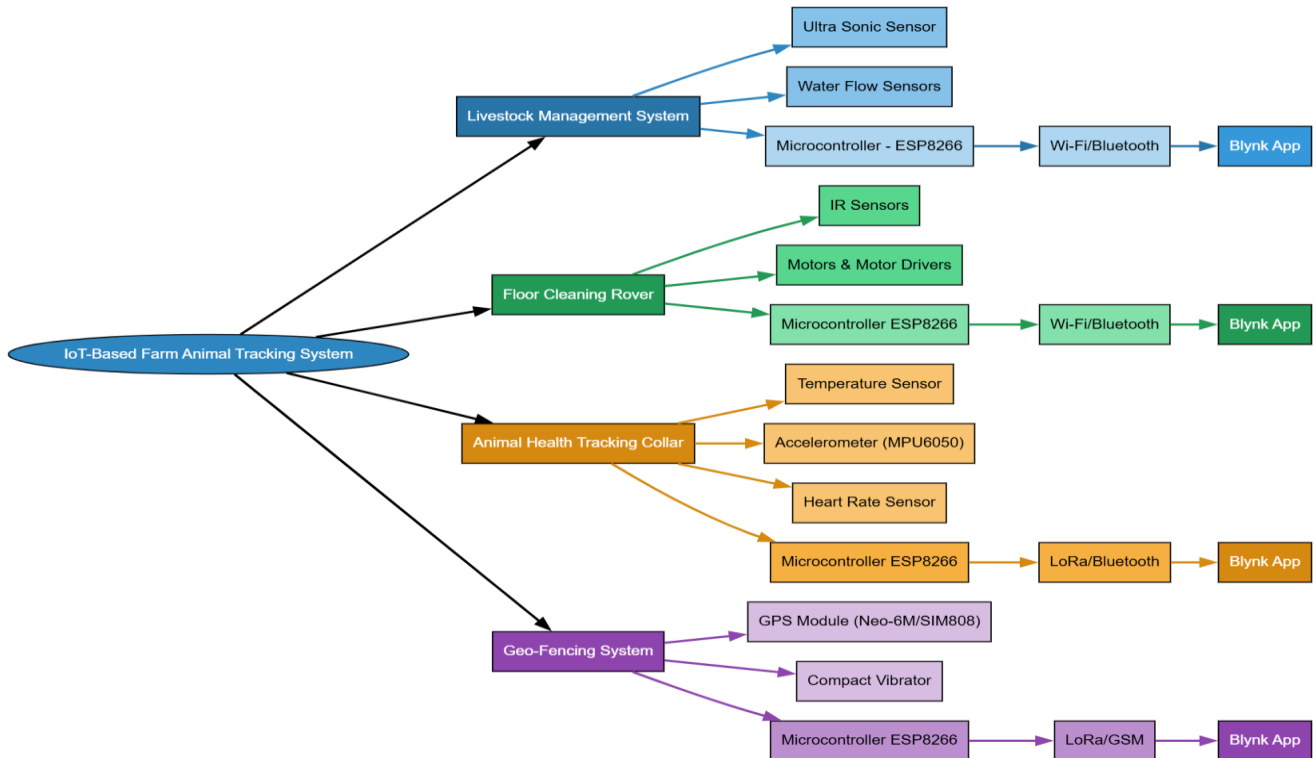 Ultra Sonic Sensor
Water Flow Sensors
Livestock Management System
Microcontroller - ESP8266
Wi-Fi/Bluetooth
Blynk App
IR Sensors
Motors & Motor Drivers
Floor Cleaning Rover
Microcontroller ESP8266
Wi-Fi/Bluetooth
Blynk App
IoT-Based Farm Animal Tracking System
Temperature Sensor
Animal Health Tracking Collar
Accelerometer (MPU6050)
Heart Rate Sensor
Microcontroller ESP8266
LoRa/Bluetooth
Blynk App
GPS Module (Neo-6M/SIM808)
Geo-Fencing System
Compact Vibrator
Microcontroller ESP8266
LoRa/GSM
Blynk App